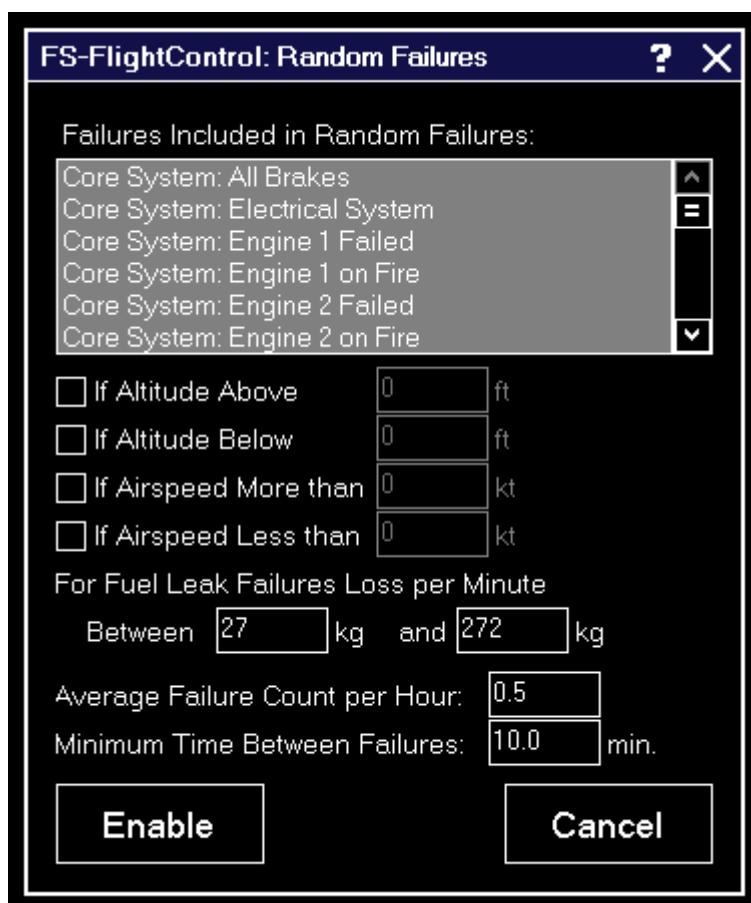 FS-FlightControl: Random Failures ?
Failures Included in Random Failures:
Core System: All Brakes
Core System: Electrical System
Core System: Engine 1 Failed
Core System: Engine 1 on Fire
Core System: Engine 2 Failed
Core System: Engine 2 on Fire
If Altitude Above 0 ft
If Altitude Below 0 ft
If Airspeed More than 0 kt
If Airspeed Less than 0 kt
For Fuel Leak Failures Loss per Minute
Between 27 kg and 272 kg
Average Failure Count per Hour: 0.5
Minimum Time Between Failures: 10.0 min.
Enable Cancel